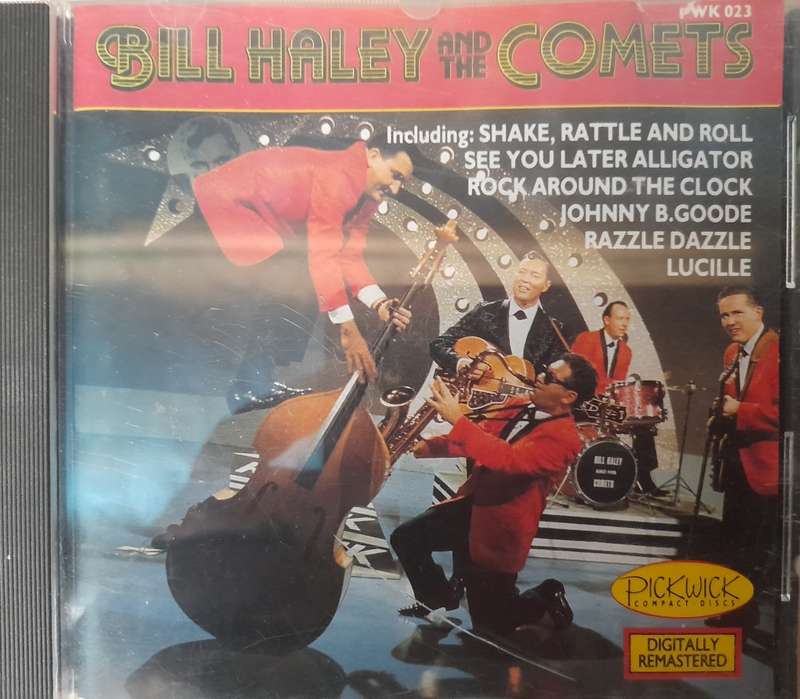 PWK 023
BILL HALEY AND THE COMETS
Including: SHAKE, RATTLE AND ROLL
SEE YOU LATER ALLIGATOR
ROCK AROUND THE CLOCK
JOHNNY B.GOODE
RAZZLE DAZZLE
LUCILLE
BILL HALEY
AND HIS
COMETS
PICKWICK
COMPACT DISCS
DIGITALLY
REMASTERED